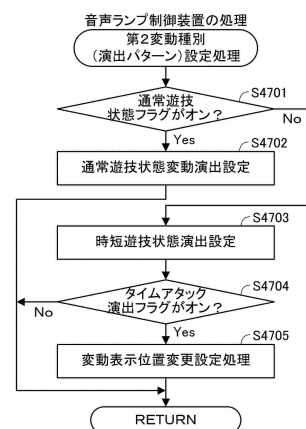 音声ランプ制御装置の処理
第2変動種別
(演出パターン)設定処理
S4701
通常遊技
状態フラグがオン?
No
Yes
S4702
通常遊技状態変動演出設定
S4703
時短遊技状態演出設定
S4704
タイムアタック
演出フラグがオン?
No
Yes
S4705
変動表示位置変更設定処理
RETURN